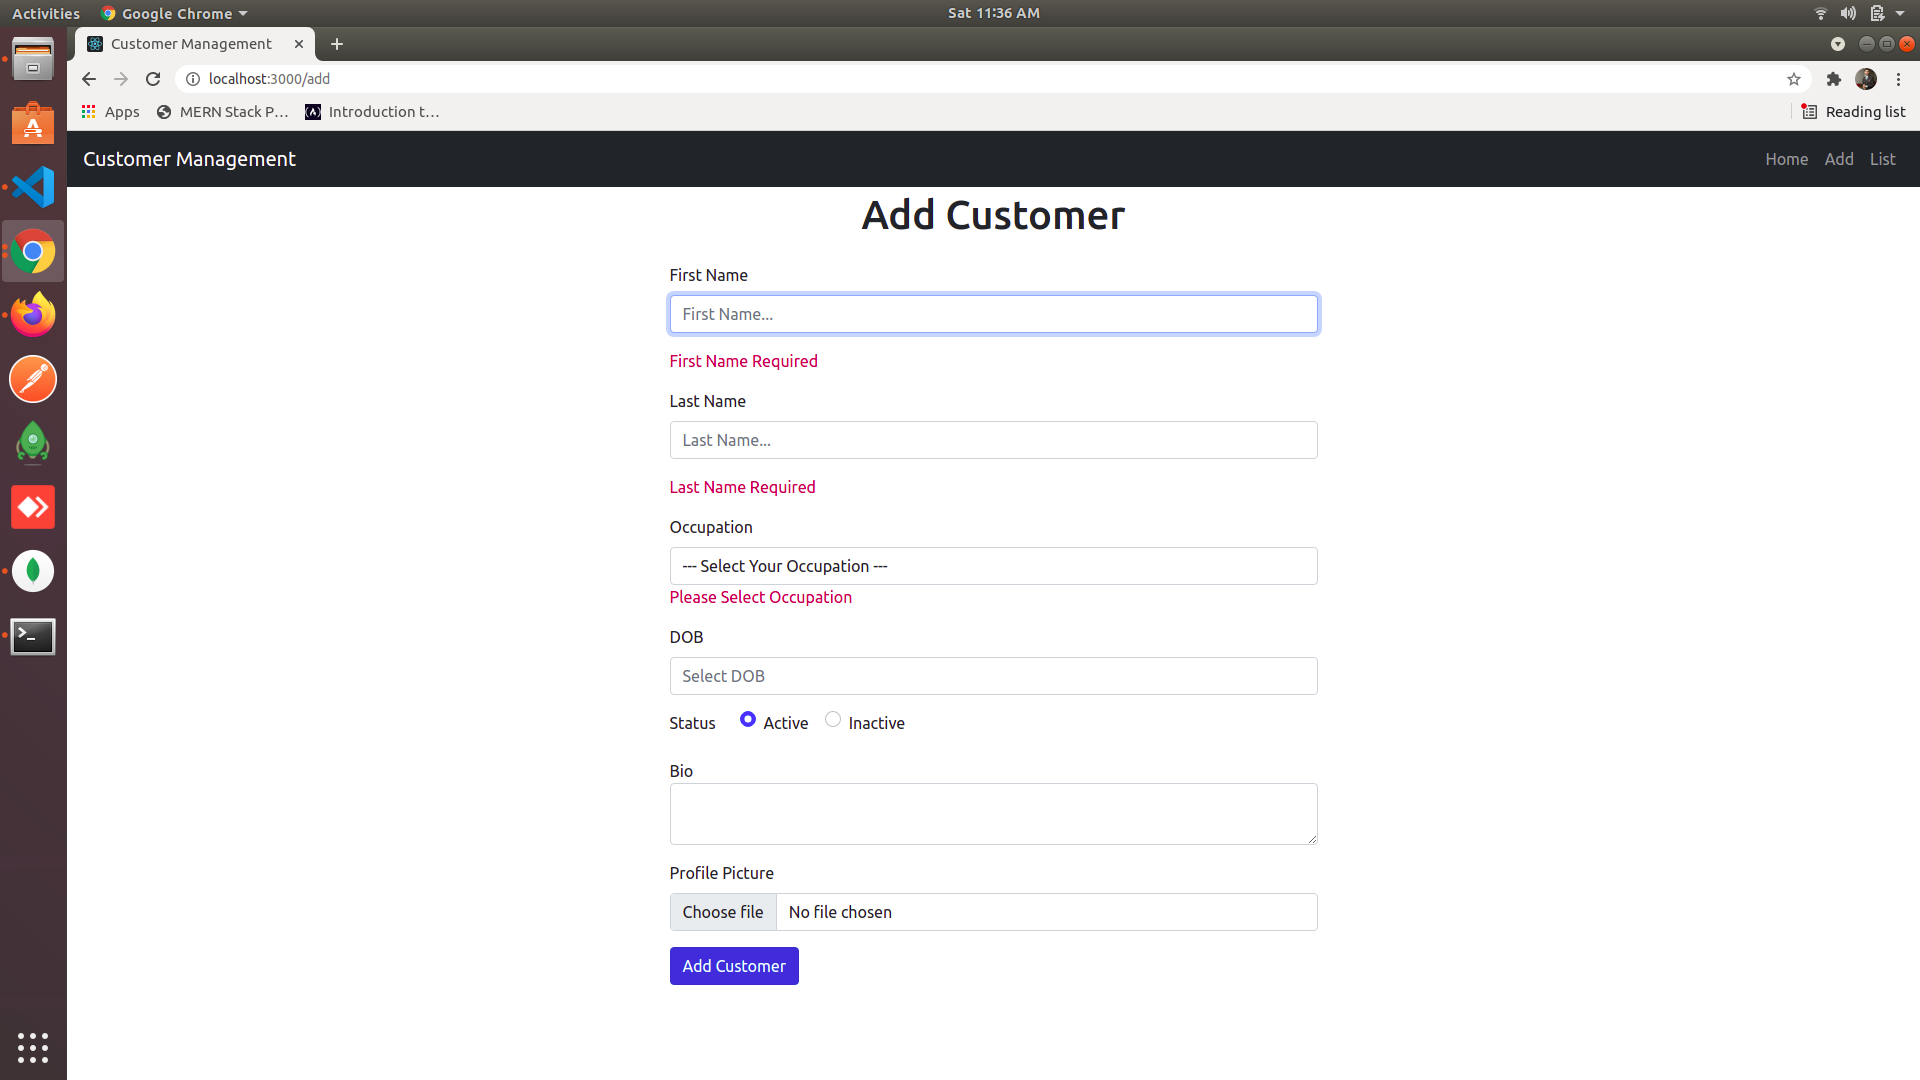 Activities
Google Chrome
Sat 11:36 AM
Customer Management
localhost:3000/add
Apps
MERN Stack P...
Introduction t...
Reading list
Customer Management
Home
Add
List
Add Customer
First Name
First Name...
First Name Required
Last Name
Last Name...
Last Name Required
Occupation
--- Select Your Occupation ---
Please Select Occupation
DOB
Select DOB
Status
Active
Inactive
Bio
Profile Picture
Choose file
No file chosen
Add Customer